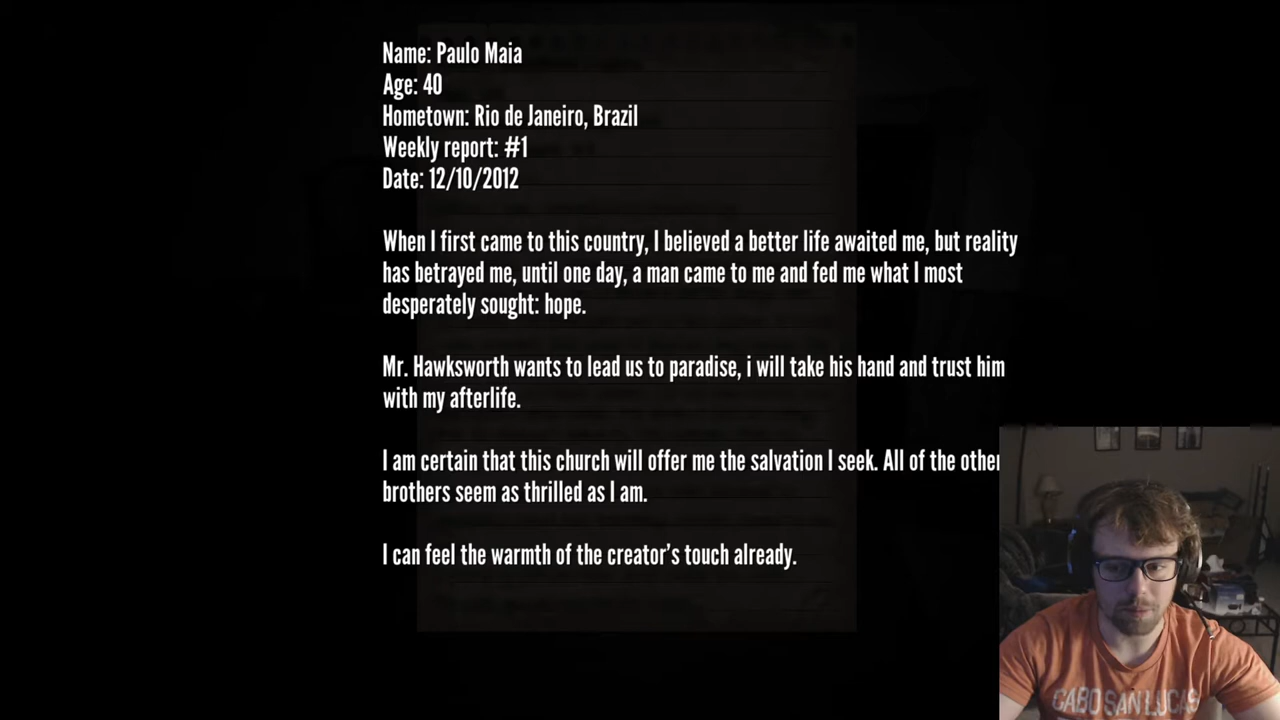 Name: Paulo Maia
Age: 40
Hometown: Rio de Janeiro, Brazil
Weekly report: #1
Date: 12/10/2012
When I first came to this country, I believed a better life awaited me, but reality
has betrayed me, until one day, a man came to me and fed me what I most
desperately sought: hope.
Mr. Hawksworth wants to lead us to paradise, i will take his hand and trust him
with my afterlife.
I am certain that this church will offer me the salvation I seek. All of the other
brothers seem as thrilled as I am.
I can feel the warmth of the creator's touch already.
CABO SAN LUCAS